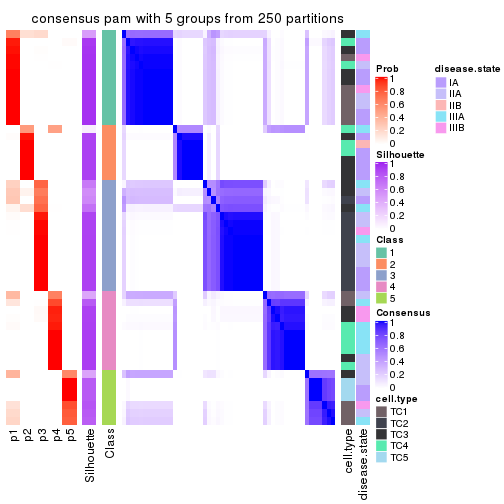 consensus pam with 5 groups from 250 partitions
Prob
1
0.8
0.6
0.4
0.2
0
Silhouette
1
0.8
0.6
0.4
0.2
0
Class
1
2
3
4
5
Consensus
1
0.8
0.6
0.4
0.2
0
cell.type
TC1
TC2
TC3
TC4
TC5
disease.state
IA
IIA
IIB
IIIA
IIIB
p1
p2
p3
p4
p5
Silhouette
Class
cell.type
disease.state